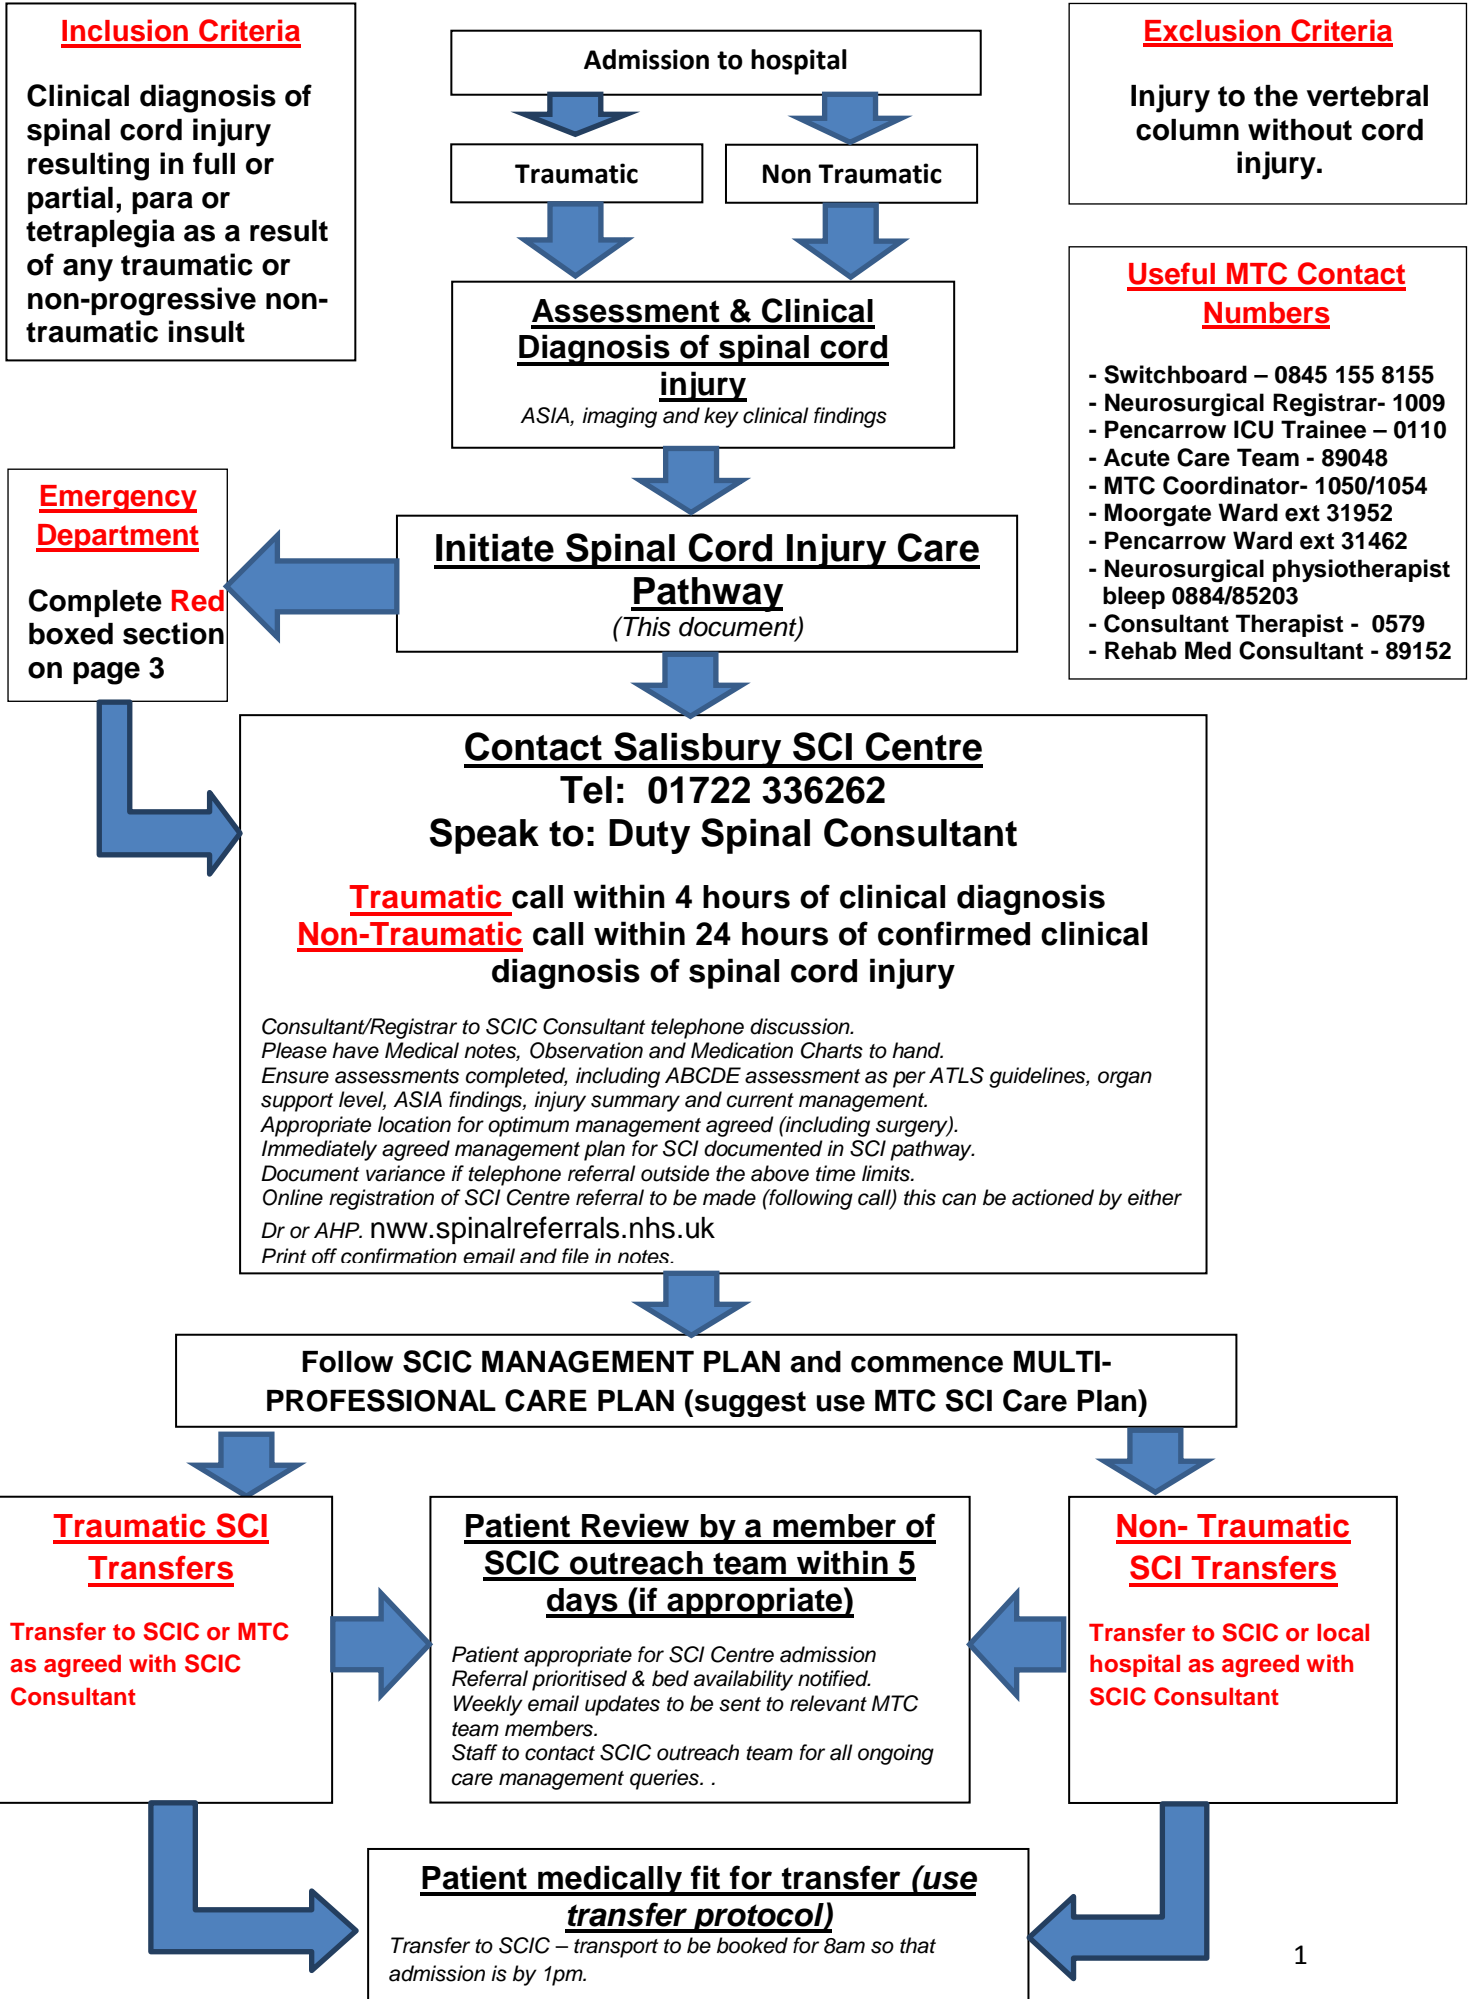 Inclusion Criteria
Clinical diagnosis of
spinal cord injury
resulting in full or
partial, para or
tetraplegia as a result
of any traumatic or
non-progressive non-
traumatic insult
Admission to hospital
Traumatic
Non Traumatic
Exclusion Criteria
Injury to the vertebral
column without cord
injury.
Assessment & Clinical
Diagnosis of spinal cord
injury
ASIA, imaging and key clinical findings
Useful MTC Contact
Numbers
- Switchboard – 0845 155 8155
- Neurosurgical Registrar- 1009
- Pencarrow ICU Trainee – 0110
- Acute Care Team - 89048
- MTC Coordinator- 1050/1054
- Moorgate Ward ext 31952
- Pencarrow Ward ext 31462
- Neurosurgical physiotherapist
bleep 0884/85203
- Consultant Therapist - 0579
- Rehab Med Consultant - 89152
Emergency
Department
Complete Red
boxed section
on page 3
Initiate Spinal Cord Injury Care
Pathway
(This document)
Contact Salisbury SCI Centre
Tel: 01722 336262
Speak to: Duty Spinal Consultant
Traumatic call within 4 hours of clinical diagnosis
Non-Traumatic call within 24 hours of confirmed clinical
diagnosis of spinal cord injury
Consultant/Registrar to SCIC Consultant telephone discussion.
Please have Medical notes, Observation and Medication Charts to hand.
Ensure assessments completed, including ABCDE assessment as per ATLS guidelines, organ
support level, ASIA findings, injury summary and current management.
Appropriate location for optimum management agreed (including surgery).
Immediately agreed management plan for SCI documented in SCI pathway.
Document variance if telephone referral outside the above time limits.
Online registration of SCI Centre referral to be made (following call) this can be actioned by either
Dr or AHP. nww.spinalreferrals.nhs.uk
Print off confirmation email and file in notes.
Follow SCIC MANAGEMENT PLAN and commence MULTI-
PROFESSIONAL CARE PLAN (suggest use MTC SCI Care Plan)
Traumatic SCI
Transfers
Transfer to SCIC or MTC
as agreed with SCIC
Consultant
Patient Review by a member of
SCIC outreach team within 5
days (if appropriate)
Patient appropriate for SCI Centre admission
Referral prioritised & bed availability notified.
Weekly email updates to be sent to relevant MTC
team members.
Staff to contact SCIC outreach team for all ongoing
care management queries. .
Non- Traumatic
SCI Transfers
Transfer to SCIC or local
hospital as agreed with
SCIC Consultant
Patient medically fit for transfer (use
transfer protocol)
Transfer to SCIC – transport to be booked for 8am so that
admission is by 1pm.
1